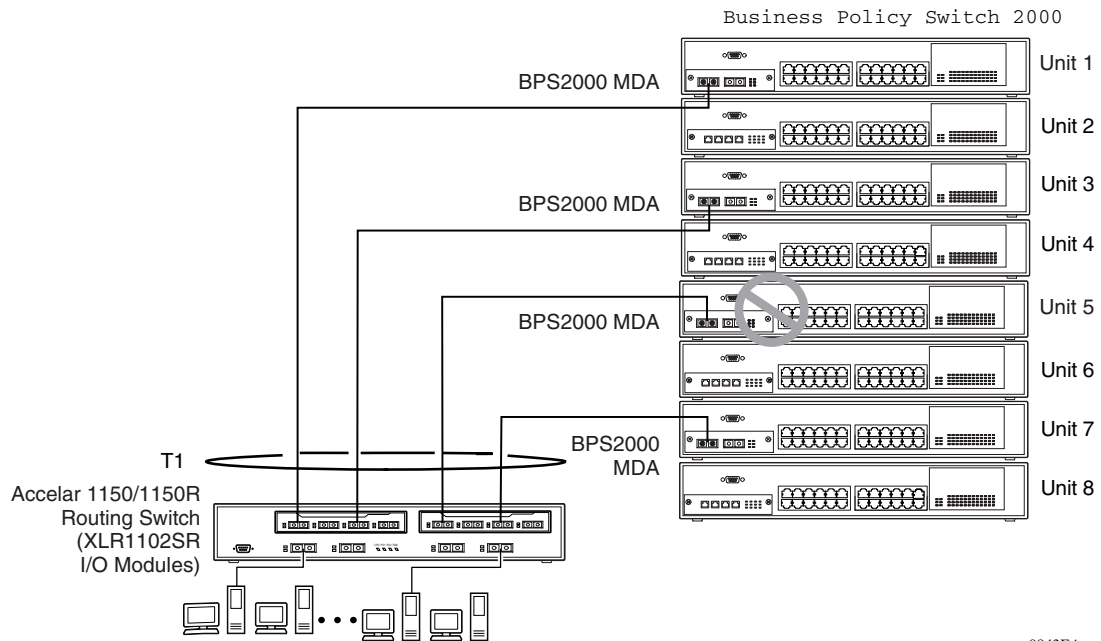 Business Policy Switch 2000
BPS2000 MDA
Unit 1
Unit 2
BPS2000 MDA
Unit 3
Unit 4
BPS2000 MDA
Unit 5
Unit 6
BPS2000
MDA
Unit 7
Unit 8
T1
Accelar 1150/1150R
Routing Switch
(XLR1102SR
I/O Modules)